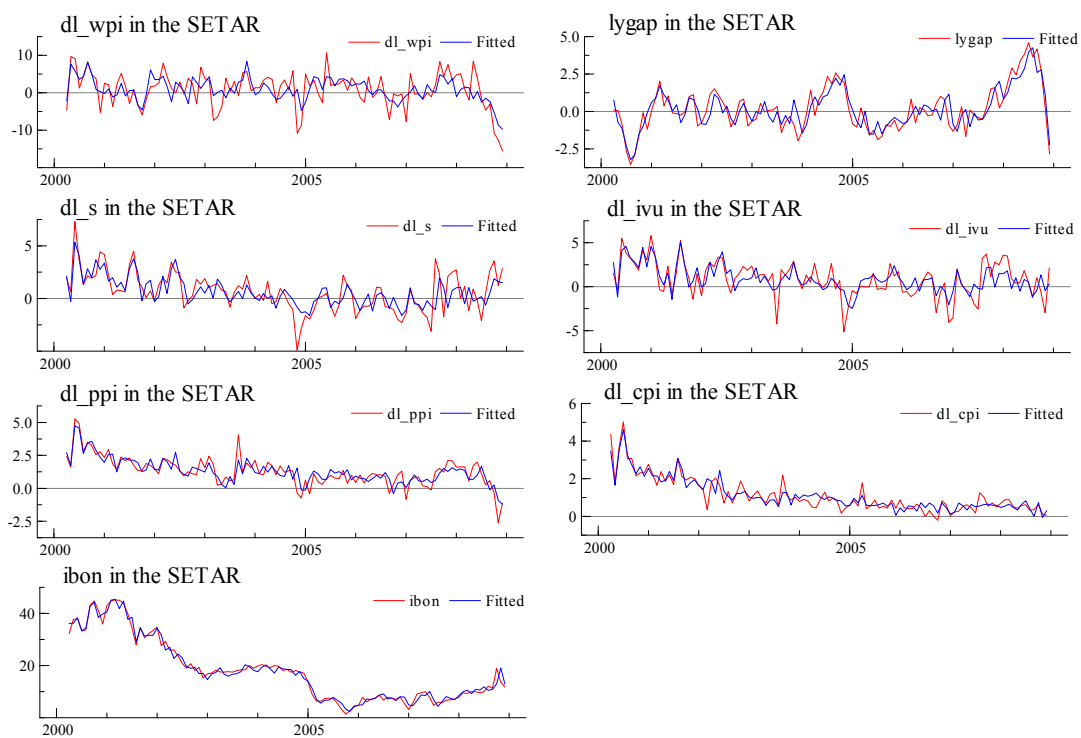 dl_wpi in the SETAR
dl_wpi Fitted
10
0
-10
2000 2005
lygap in the SETAR
lygap Fitted
5.0
2.5
0.0
-2.5
2000 2005
dl_s in the SETAR
dl_s Fitted
5
0
2000 2005
dl_ivu in the SETAR
dl_ivu Fitted
5
0
-5
2000 2005
dl_ppi in the SETAR
dl_ppi Fitted
5.0
2.5
0.0
-2.5
2000 2005
dl_cpi in the SETAR
dl_cpi Fitted
6
4
2
0
2000 2005
ibon in the SETAR
ibon Fitted
40
20
2000 2005